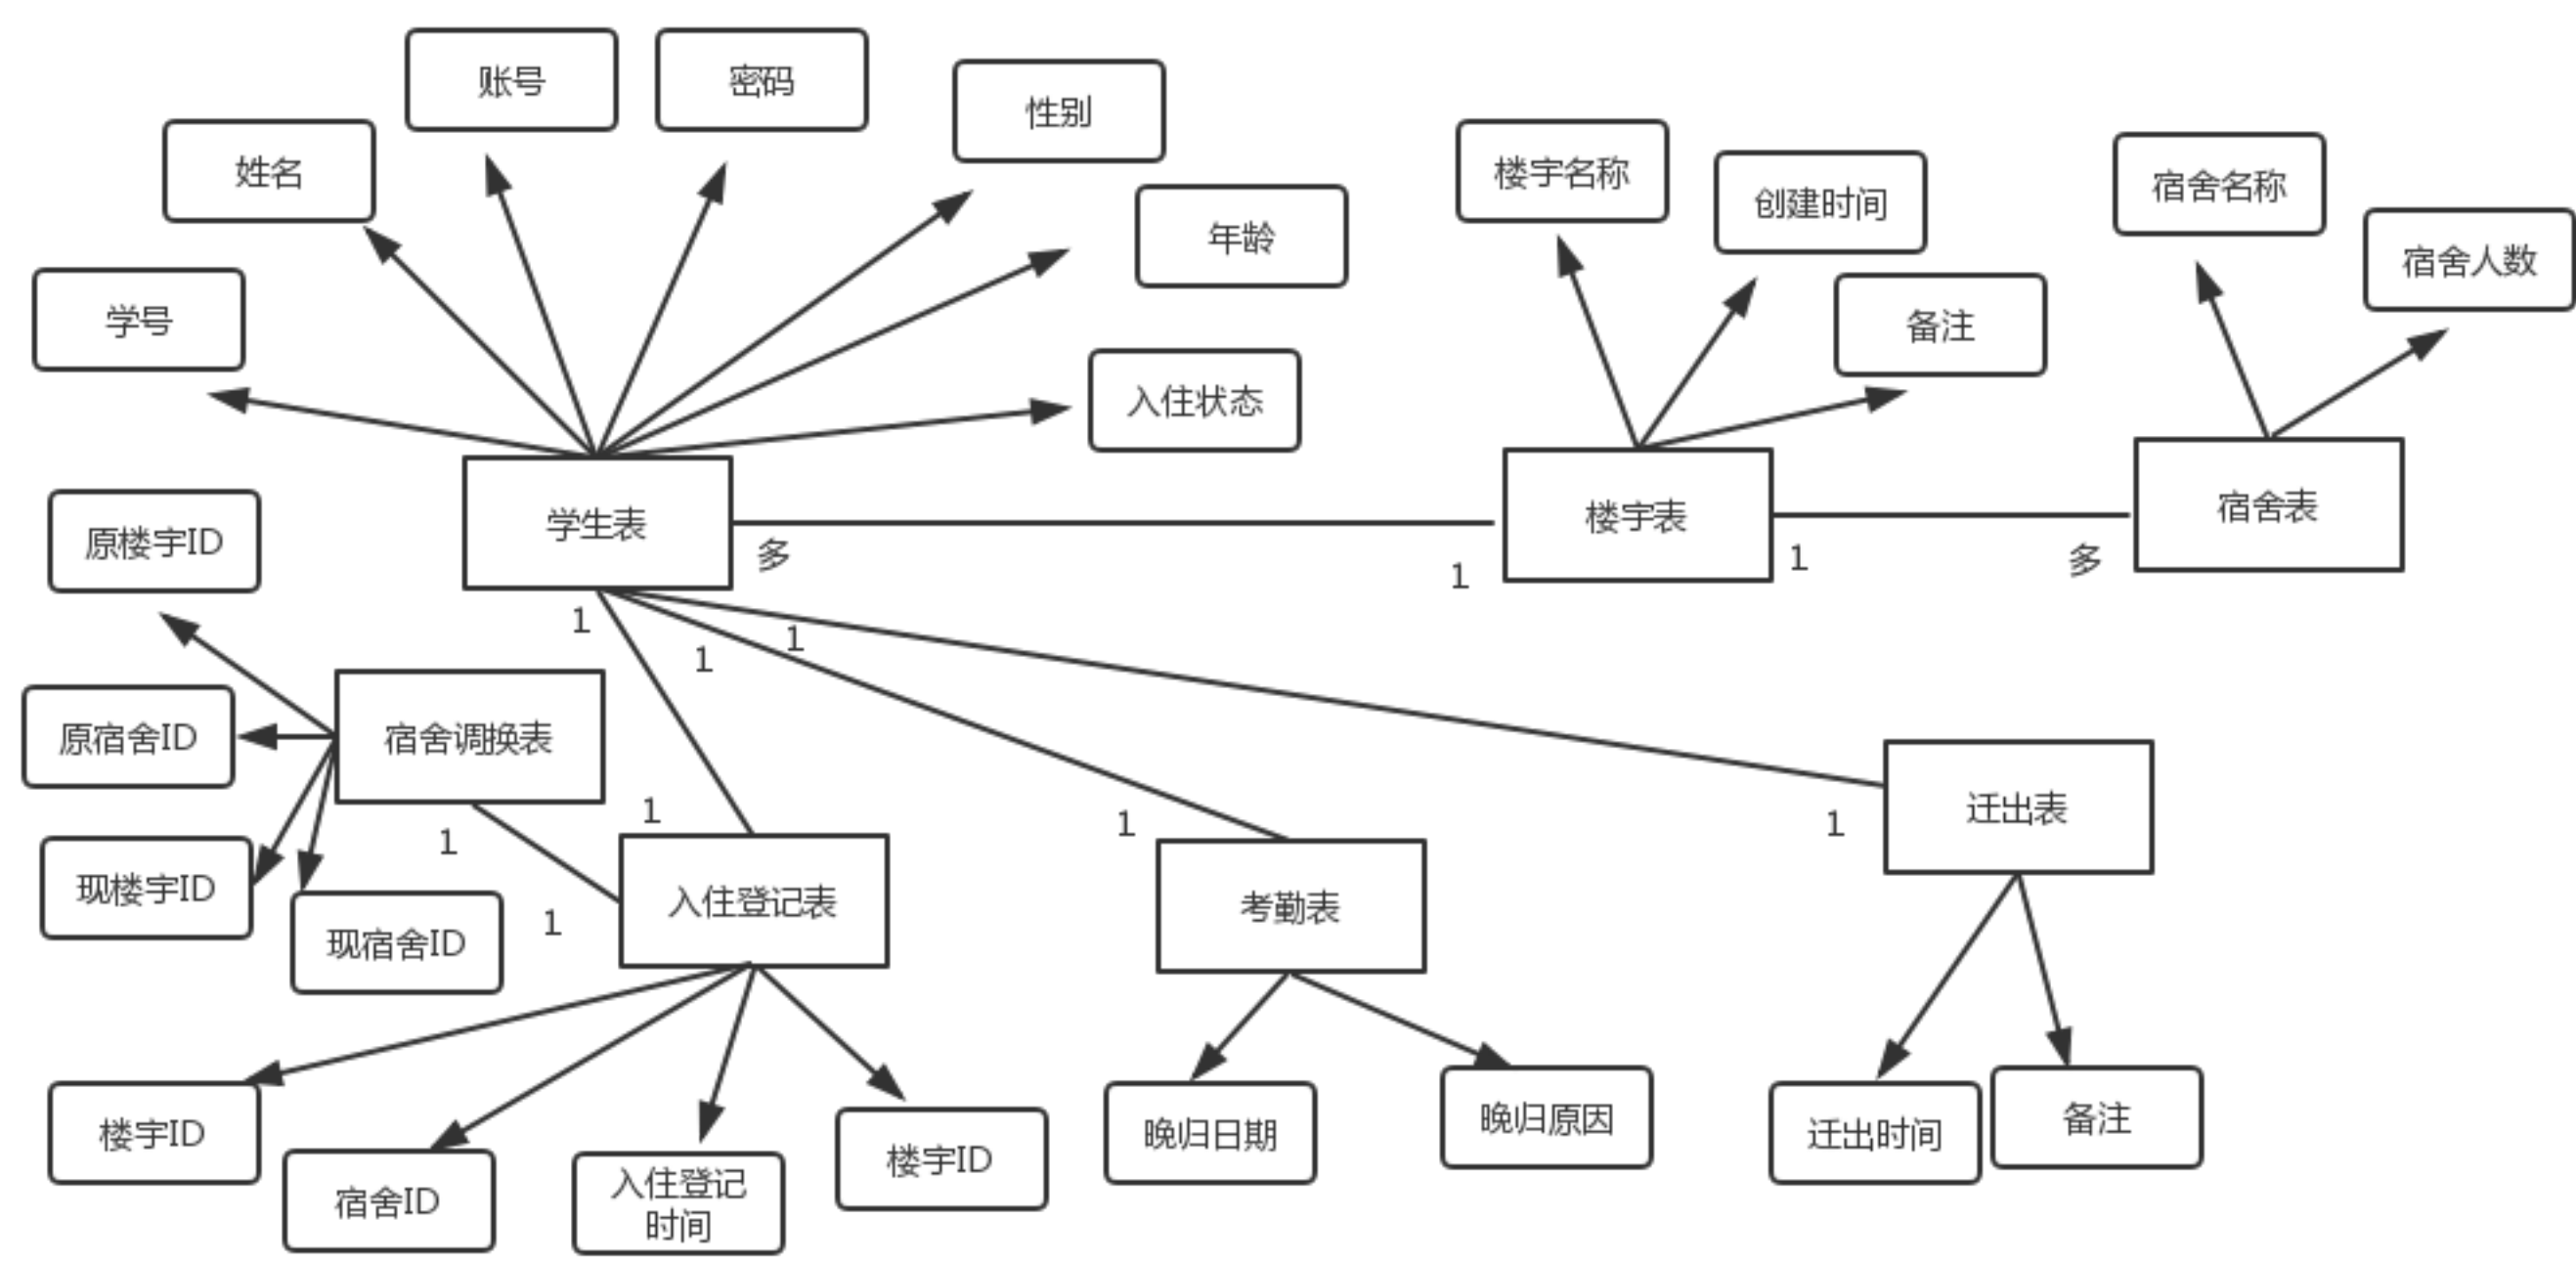 账号
密码
性别
姓名
楼宇名称
创建时间
宿舍名称
年龄
宿舍人数
学号
备注
入住状态
学生表
楼宇表
宿舍表
原楼宇ID
多
1
1
多
1
1
1
原宿舍ID
宿舍调换表
1
1
1
1
迁出表
现楼宇ID
现宿舍ID
1
入住登记表
考勤表
楼宇ID
宿舍ID
入住登记
时间
楼宇ID
晚归日期
晚归原因
迁出时间
备注